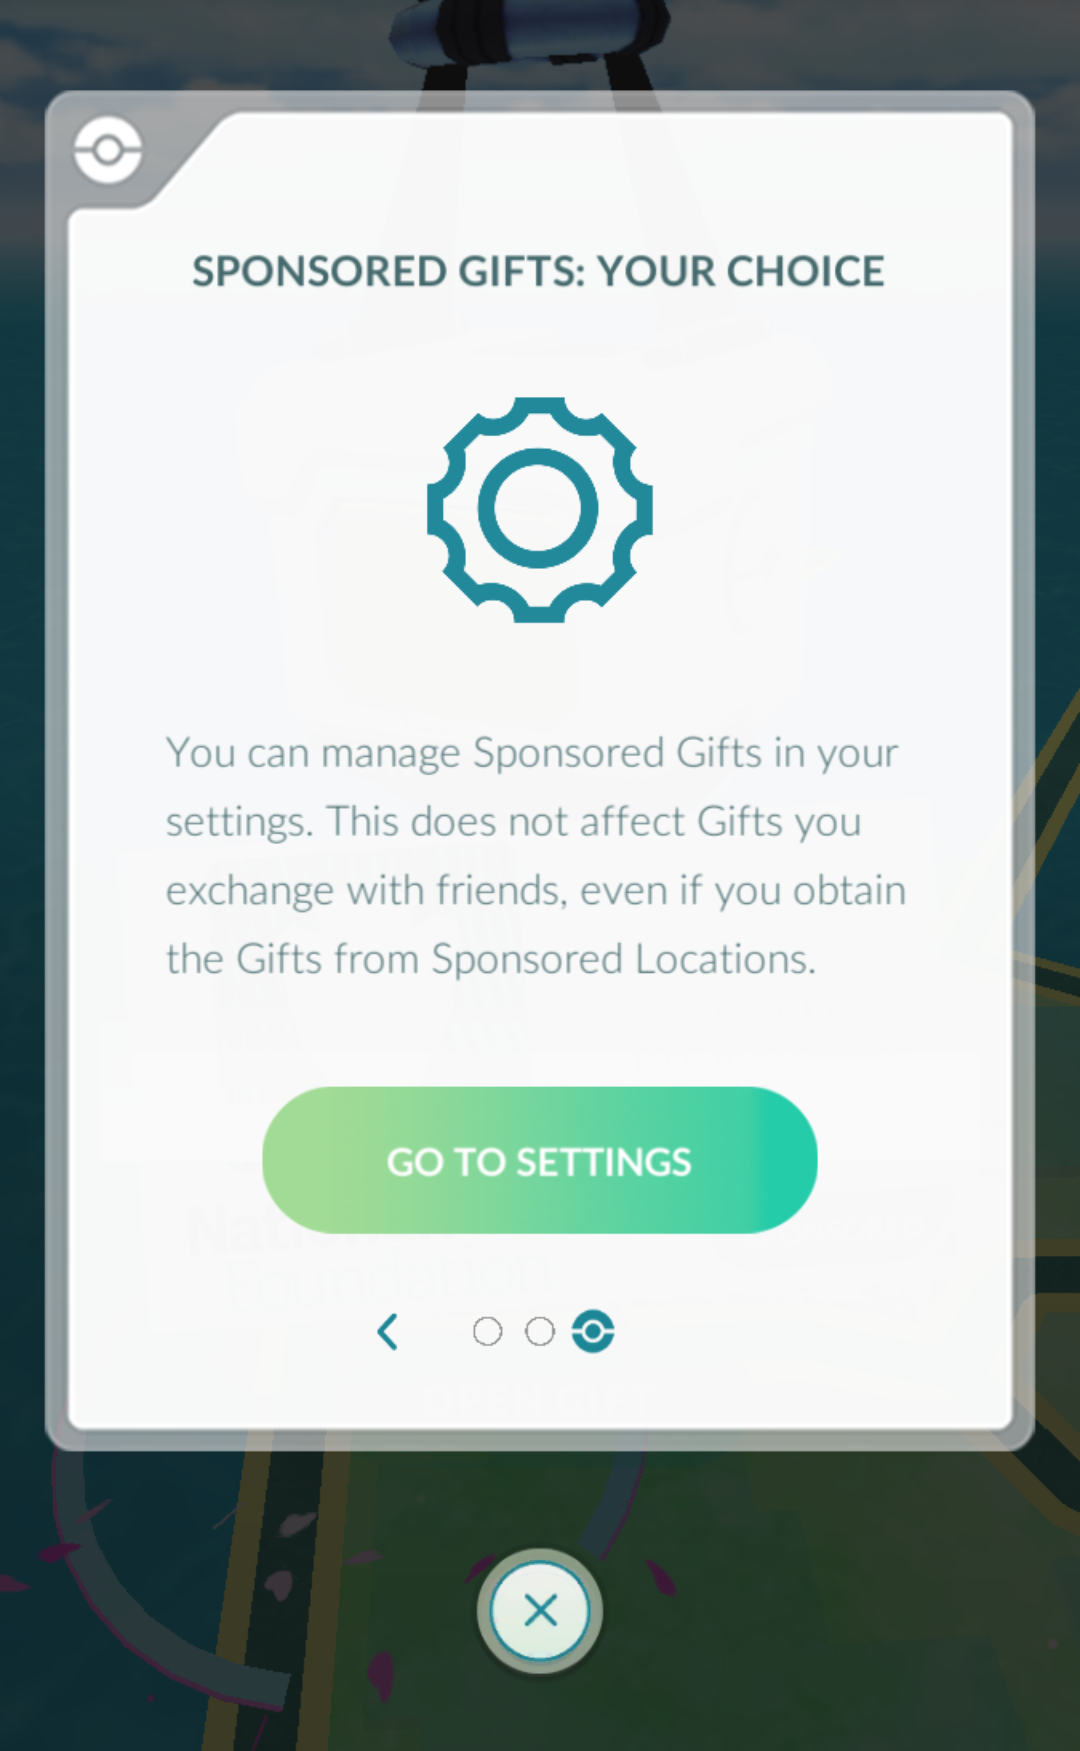 SPONSORED GIFTS: YOUR CHOICE
You can manage Sponsored Gifts in your
settings. This does not affect Gifts you
exchange with friends, even if you obtain
the Gifts from Sponsored Locations.
GO TO SETTINGS
Foundation